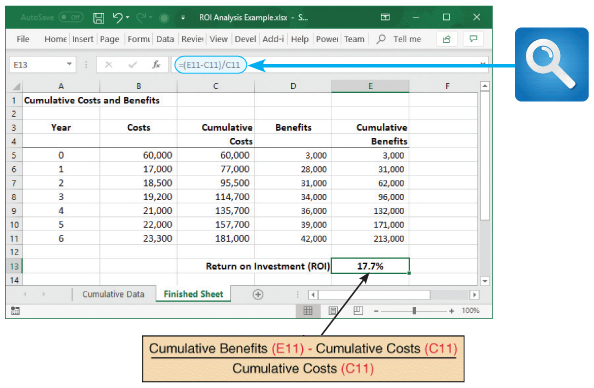 AutoSave Off ROI Analysis Example.xlsx - S...
File Home Insert Page Formu Data Review View Devel Add-i Help Power Team Tell me
E13 fx =(E11-C11)/C11
A B C D E F
1 Cumulative Costs and Benefits
2
3 Year Costs Cumulative Benefits Cumulative
4 Costs Benefits
5 0 60,000 60,000 3,000 3,000
6 1 17,000 77,000 28,000 31,000
7 2 18,500 95,500 31,000 62,000
8 3 19,200 114,700 34,000 96,000
9 4 21,000 135,700 36,000 132,000
10 5 22,000 157,700 39,000 171,000
11 6 23,300 181,000 42,000 213,000
12
13 Return on Investment (ROI) 17.7%
14
Cumulative Data Finished Sheet
100%
Cumulative Benefits (E11) - Cumulative Costs (C11)
Cumulative Costs (C11)